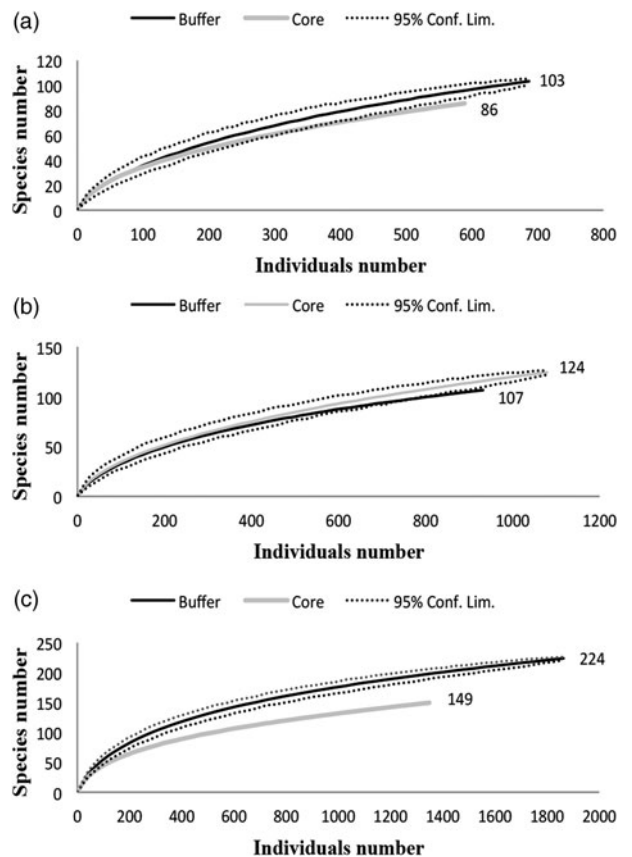 (a)
Buffer Core 95% Conf. Lim.
Species number
120
100
80
60
40
20
0
103
86
0 100 200 300 400 500 600 700 800
Individuals number
(b)
Buffer Core 95% Conf. Lim.
Species number
150
100
50
0
124
107
0 200 400 600 800 1000 1200
Individuals number
(c)
Buffer Core 95% Conf. Lim.
Species number
250
200
150
100
50
0
224
149
0 200 400 600 800 1000 1200 1400 1600 1800 2000
Individuals number